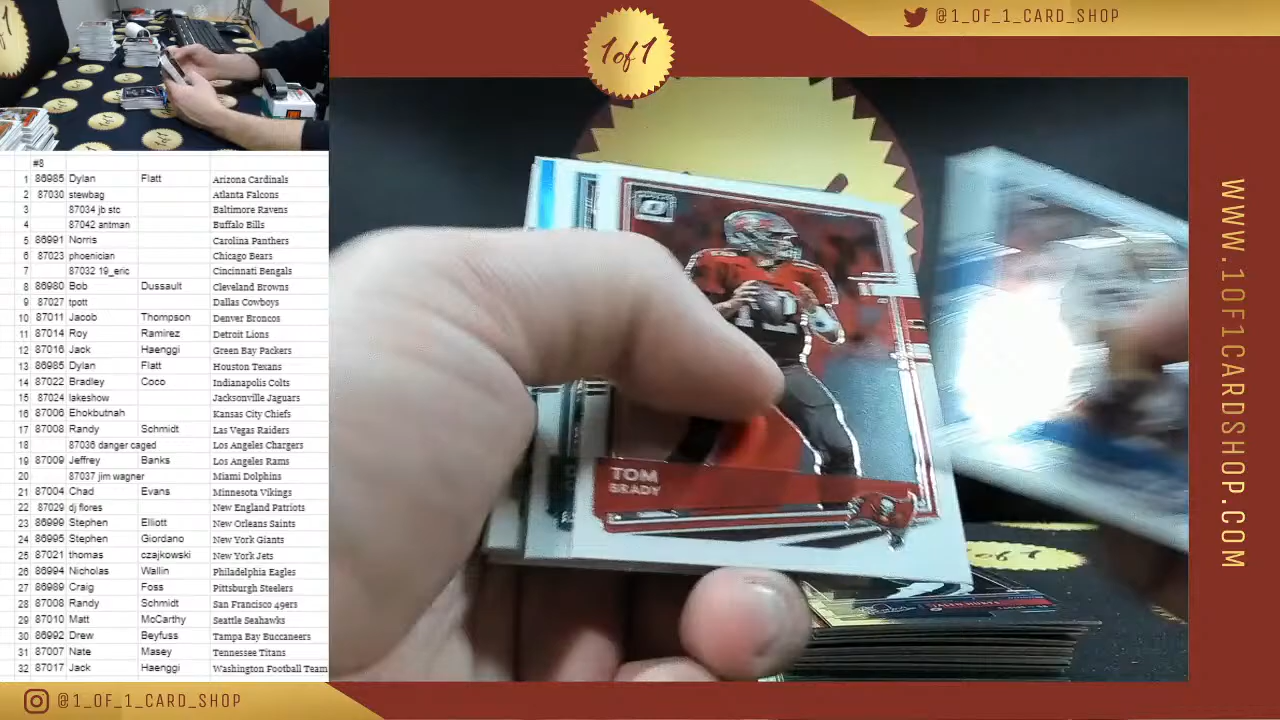 1of1
@1_OF_1_CARD_SHOP
#8
1 86985 Dylan Flatt Arizona Cardinals
2 87030 stewbag Atlanta Falcons
3 87034 jb stc Baltimore Ravens
4 87042 antman Buffalo Bills
5 86991 Norris Carolina Panthers
6 87023 phoenician Chicago Bears
7 87032 19_eric Cincinnati Bengals
8 86980 Bob Dussault Cleveland Browns
9 87027 tpott Dallas Cowboys
10 87011 Jacob Thompson Denver Broncos
11 87014 Roy Ramirez Detroit Lions
12 87016 Jack Haenggi Green Bay Packers
13 86985 Dylan Flatt Houston Texans
14 87022 Bradley Coco Indianapolis Colts
15 87024 lakeshow Jacksonville Jaguars
16 87006 Ehokbutnah Kansas City Chiefs
17 87008 Randy Schmidt Las Vegas Raiders
18 87036 danger caged Los Angeles Chargers
19 87009 Jeffrey Banks Los Angeles Rams
20 87037 jim wagner Miami Dolphins
21 87004 Chad Evans Minnesota Vikings
22 87029 dj flores New England Patriots
23 86999 Stephen Elliott New Orleans Saints
24 86995 Stephen Giordano New York Giants
25 87021 thomas czajkowski New York Jets
26 86994 Nicholas Wallin Philadelphia Eagles
27 86989 Craig Foss Pittsburgh Steelers
28 87008 Randy Schmidt San Francisco 49ers
29 87010 Matt McCarthy Seattle Seahawks
30 86992 Drew Beyfuss Tampa Bay Buccaneers
31 87007 Nate Masey Tennessee Titans
32 87017 Jack Haenggi Washington Football Team
TOM
BRADY
WWW.1OF1CARDSHOP.COM
@1_OF_1_CARD_SHOP